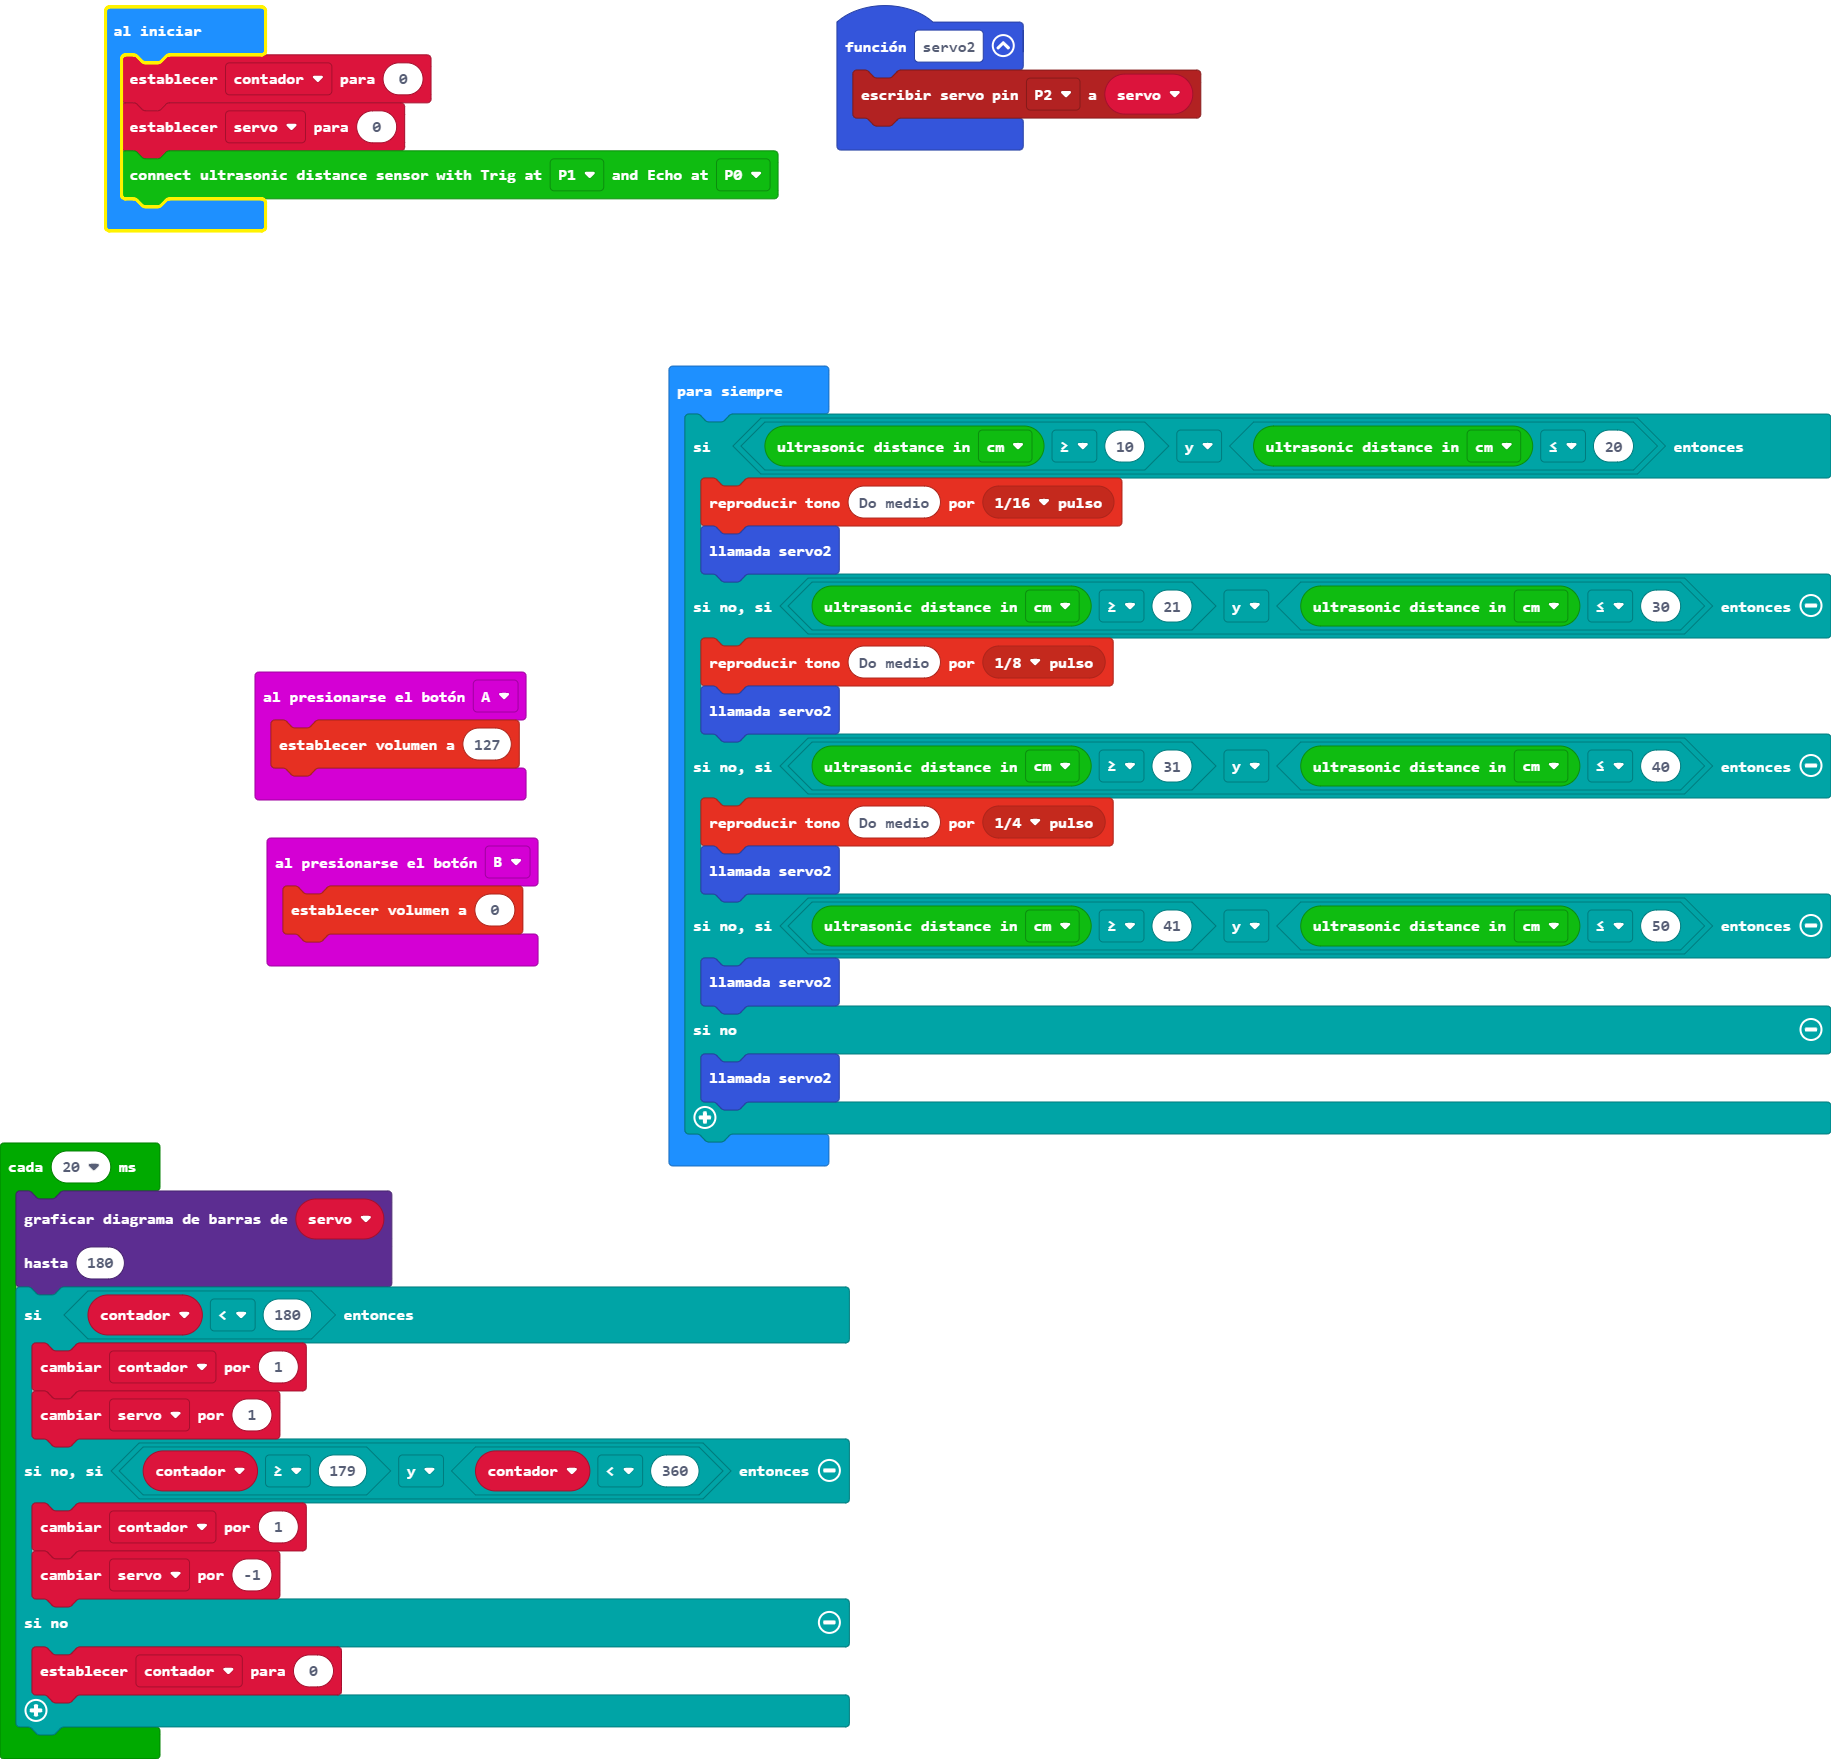 al iniciar
establecer contador para 0
establecer servo para 0
connect ultrasonic distance sensor with Trig at P1 and Echo at P0
función servo2
escribir servo pin P2 a servo
para siempre
si ultrasonic distance in cm ≥ 10 y ultrasonic distance in cm ≤ 20 entonces
reproducir tono Do medio por 1/16 pulso
llamada servo2
si no, si ultrasonic distance in cm ≥ 21 y ultrasonic distance in cm ≤ 30 entonces
reproducir tono Do medio por 1/8 pulso
llamada servo2
si no, si ultrasonic distance in cm ≥ 31 y ultrasonic distance in cm ≤ 40 entonces
reproducir tono Do medio por 1/4 pulso
llamada servo2
si no, si ultrasonic distance in cm ≥ 41 y ultrasonic distance in cm ≤ 50 entonces
llamada servo2
si no
llamada servo2
al presionarse el botón A
establecer volumen a 127
al presionarse el botón B
establecer volumen a 0
cada 20 ms
graficar diagrama de barras de servo
hasta 180
si contador < 180 entonces
cambiar contador por 1
cambiar servo por 1
si no, si contador ≥ 179 y contador < 360 entonces
cambiar contador por 1
cambiar servo por -1
si no
establecer contador para 0